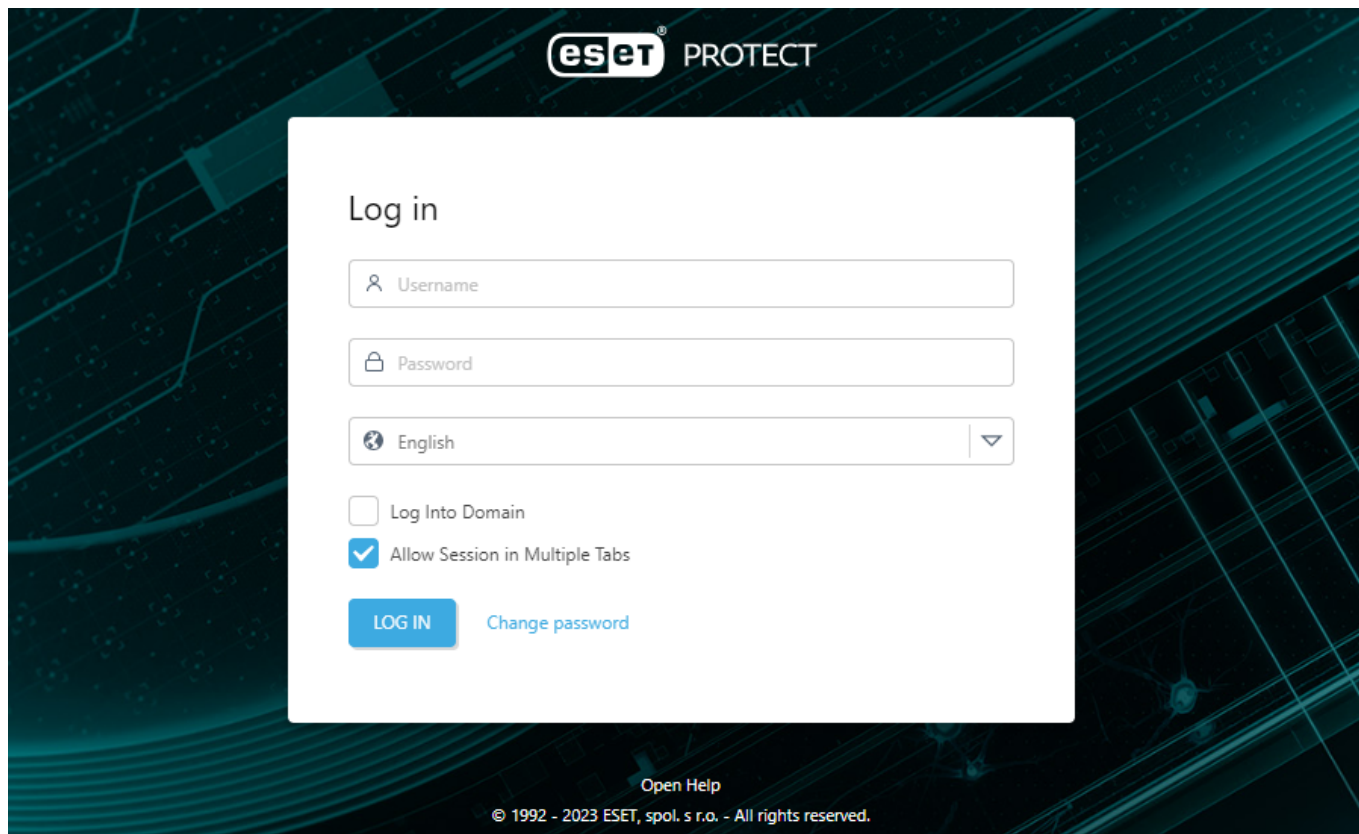 eset® PROTECT
Log in
Username
Password
English
Log Into Domain
Allow Session in Multiple Tabs
LOG IN Change password
Open Help
© 1992 - 2023 ESET, spol. s r.o. - All rights reserved.